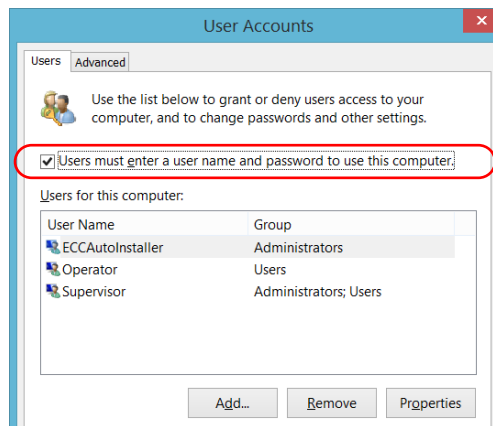 User Accounts
Users Advanced
Use the list below to grant or deny users access to your
computer, and to change passwords and other settings.
Users must enter a user name and password to use this computer.
Users for this computer:
User Name Group
ECCAutoInstaller Administrators
Operator Users
Supervisor Administrators; Users
Add... Remove Properties